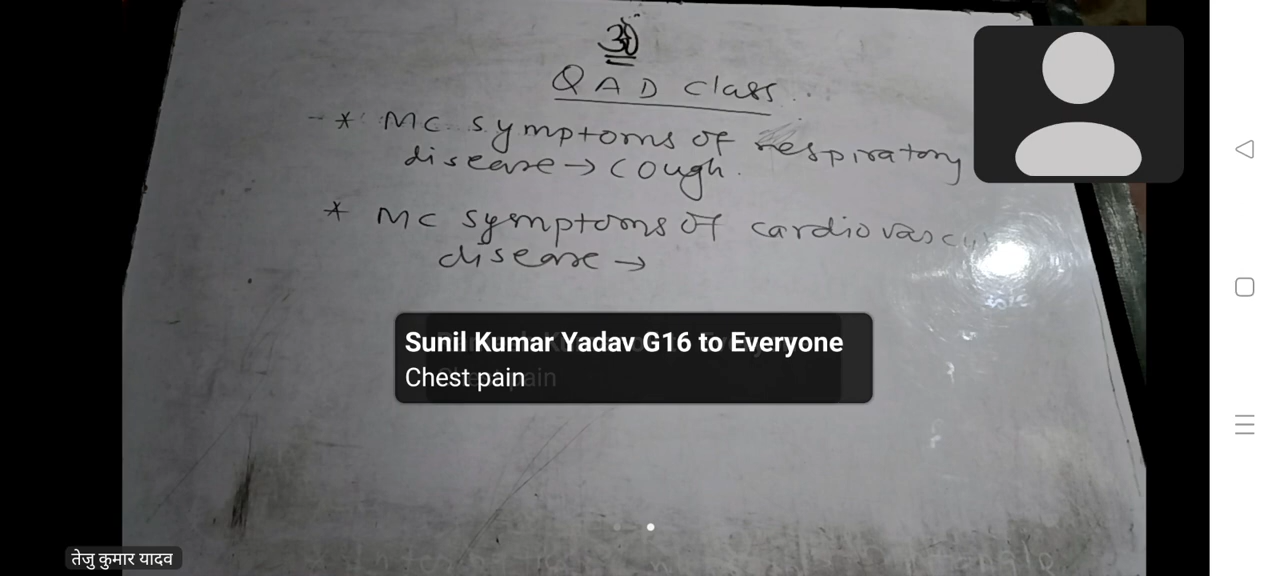 ॐ
QAD class
* Mc symptoms of respiratory
disease → cough.
* Mc symptoms of cardiovascu
disease →
Sunil Kumar Yadav G16 to Everyone
Chest pain
तेजु कुमार यादव